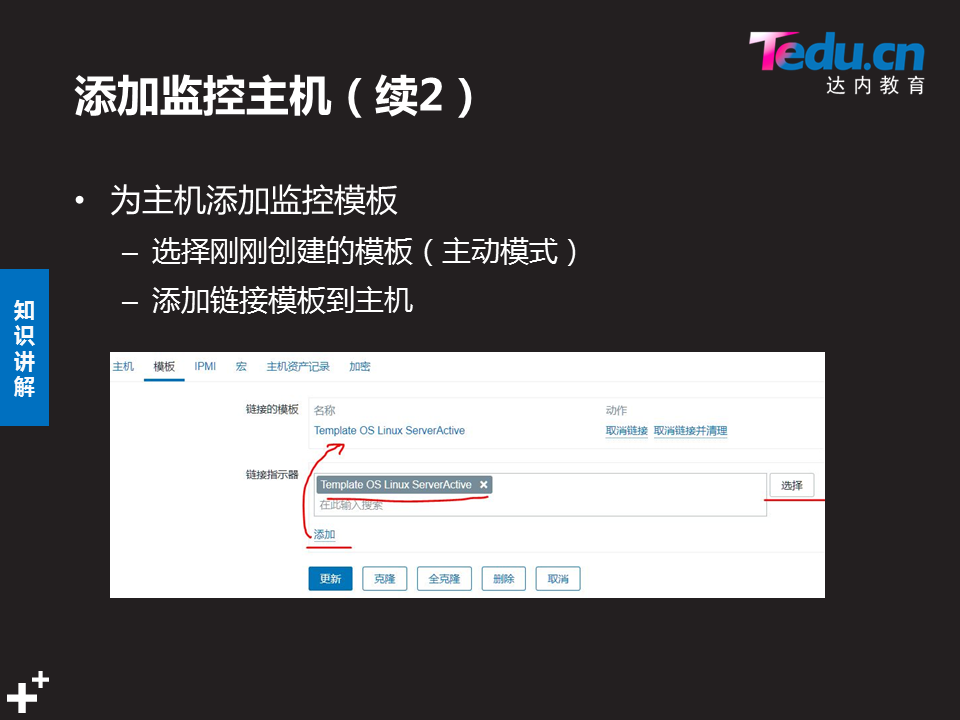 Tedu.cn
达内教育
添加监控主机（续2）
• 为主机添加监控模板
– 选择刚刚创建的模板（主动模式）
– 添加链接模板到主机
知
识
讲
解
主机 模板 IPMI 宏 主机资产记录 加密
链接的模板 名称 动作
Template OS Linux ServerActive 取消链接 取消链接并清理
链接指示器
Template OS Linux ServerActive ✕ 选择
在此输入搜索
添加
更新 克隆 全克隆 删除 取消